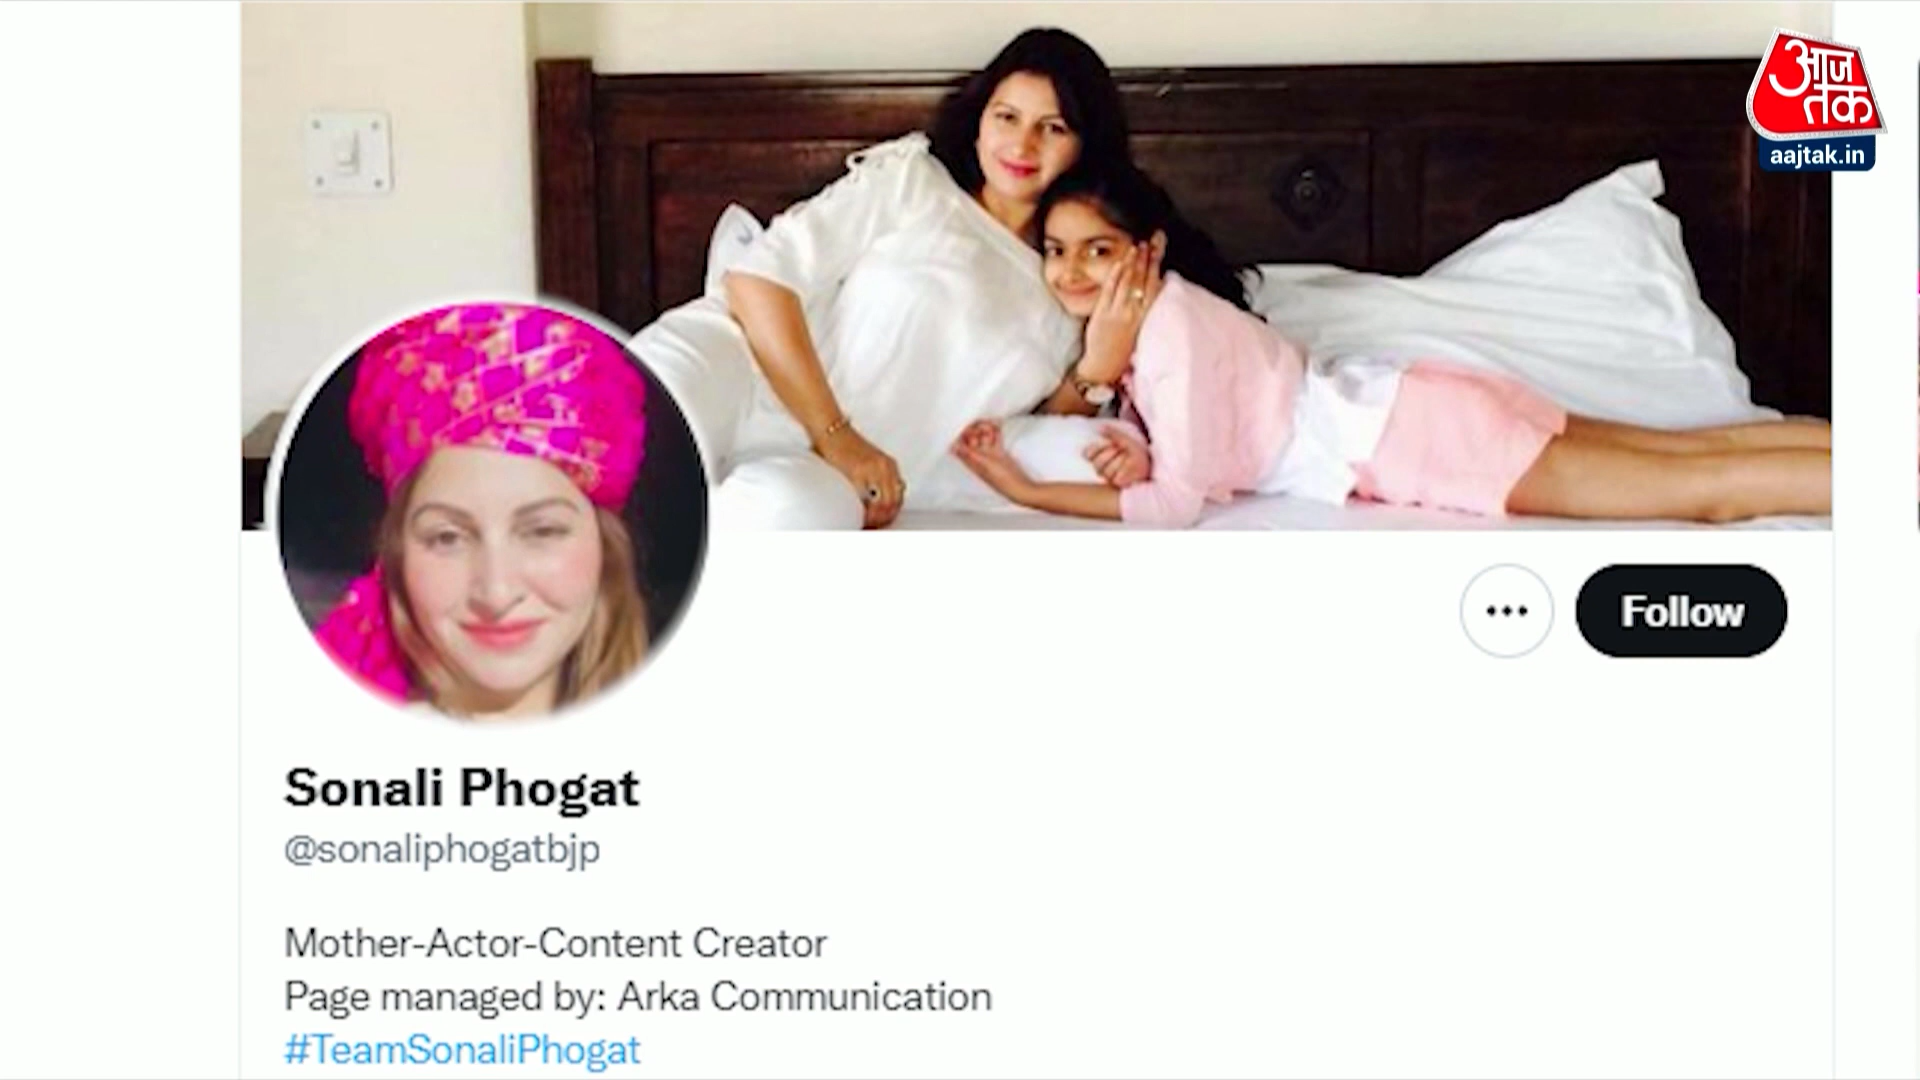 आज
तक
aajtak.in
Follow
Sonali Phogat
@sonaliphogatbjp
Mother-Actor-Content Creator
Page managed by: Arka Communication
#TeamSonaliPhogat